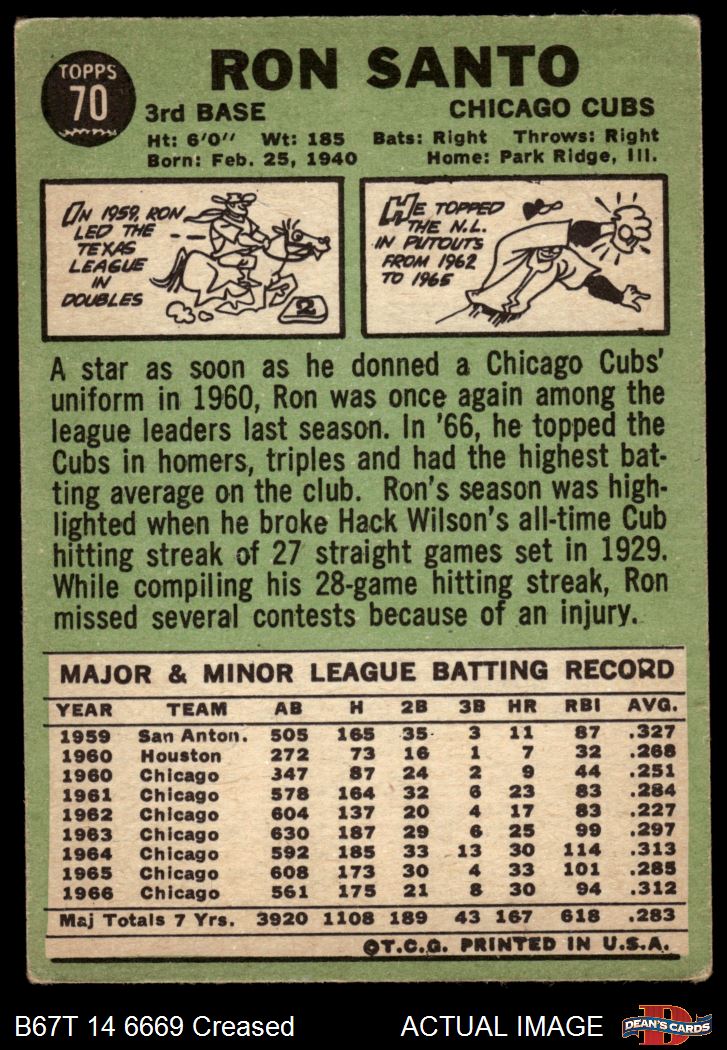 TOPPS
70
RON SANTO
3rd BASE CHICAGO CUBS
Ht: 6'0" Wt: 185 Bats: Right Throws: Right
Born: Feb. 25, 1940 Home: Park Ridge, Ill.
IN 1959, RON
LED THE
TEXAS
LEAGUE
IN
DOUBLES
2
HE TOPPED
THE N.L.
IN PUTOUTS
FROM 1962
TO 1965
A star as soon as he donned a Chicago Cubs'
uniform in 1960, Ron was once again among the
league leaders last season. In '66, he topped the
Cubs in homers, triples and had the highest bat-
ting average on the club. Ron's season was high-
lighted when he broke Hack Wilson's all-time Cub
hitting streak of 27 straight games set in 1929.
While compiling his 28-game hitting streak, Ron
missed several contests because of an injury.
MAJOR & MINOR LEAGUE BATTING RECORD
YEAR TEAM AB H 2B 3B HR RBI AVG.
1959 San Anton. 505 165 35 3 11 87 .327
1960 Houston 272 73 16 1 7 32 .268
1960 Chicago 347 87 24 2 9 44 .251
1961 Chicago 578 164 32 6 23 83 .284
1962 Chicago 604 137 20 4 17 83 .227
1963 Chicago 630 187 29 6 25 99 .297
1964 Chicago 592 185 33 13 30 114 .313
1965 Chicago 608 173 30 4 33 101 .285
1966 Chicago 561 175 21 8 30 94 .312
Maj Totals 7 Yrs. 3920 1108 189 43 167 618 .283
©T.C.G. PRINTED IN U.S.A.
B67T 14 6669 Creased ACTUAL IMAGE
D
DEAN'S CARDS